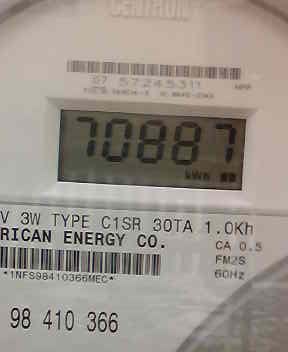 CENTRON
57245311
70887
kWh
V 3W TYPE C1SR 30TA 1.0Kh
RICAN ENERGY CO.
CA 0.5
FM2S
60Hz
*1NFS98410366MEC*
98 410 366